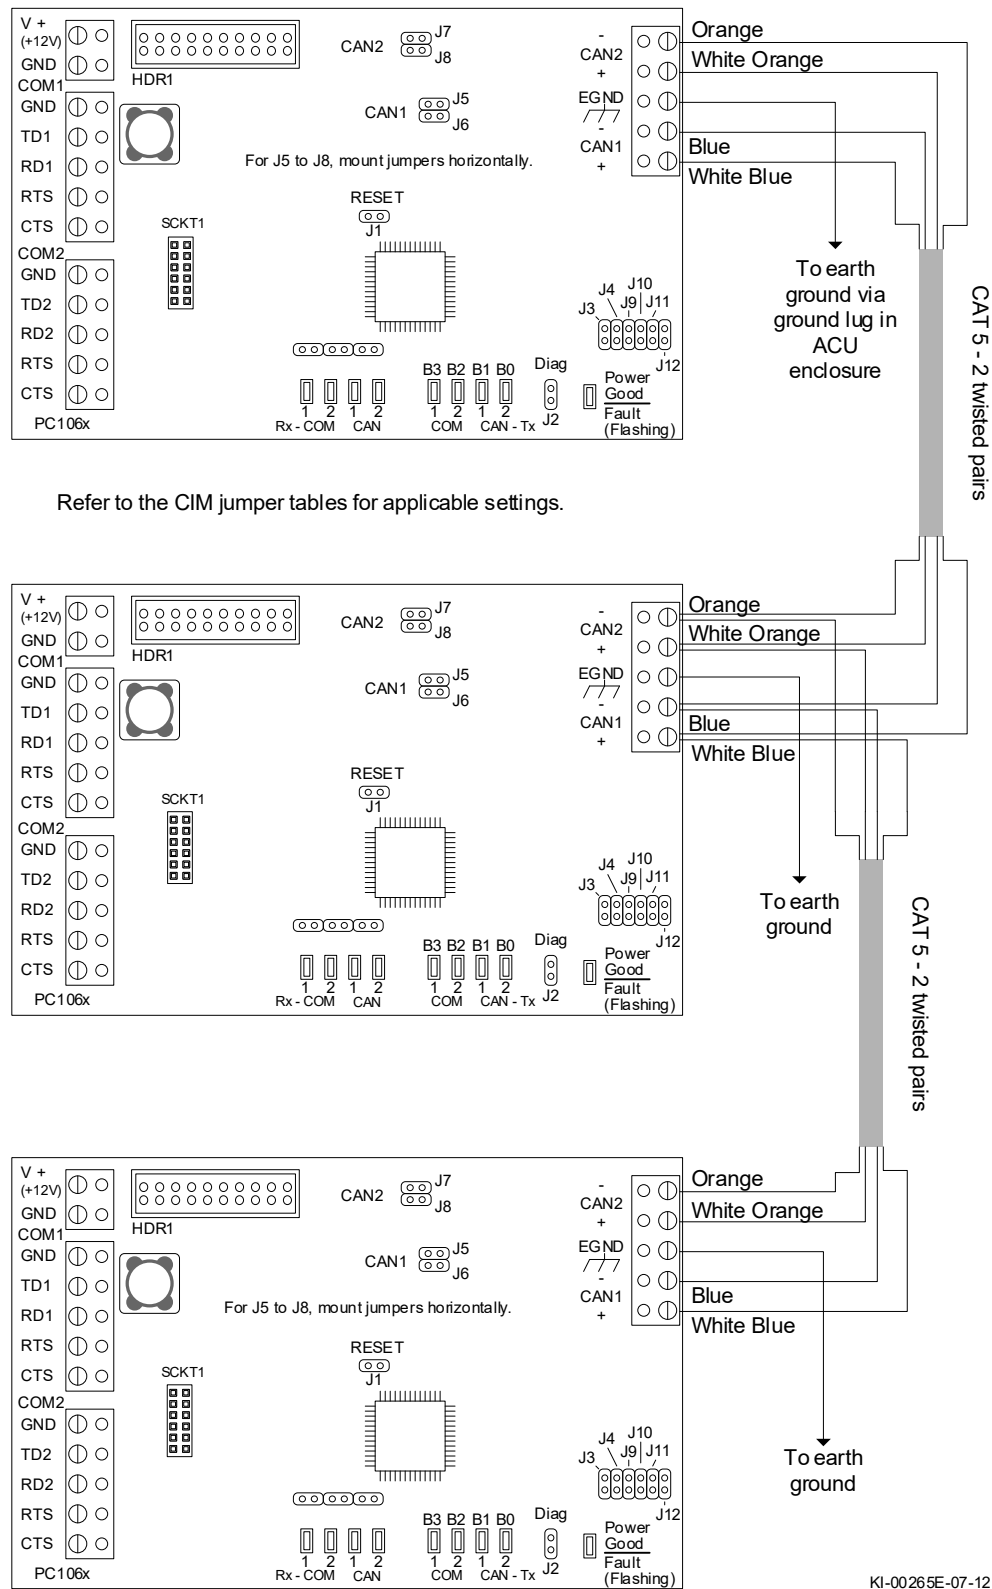 V +
(+12V)
GND
COM1
GND
TD1
RD1
RTS
CTS
COM2
GND
TD2
RD2
RTS
CTS
PC106x
HDR1
CAN2
J7
J8
CAN1
J5
J6
For J5 to J8, mount jumpers horizontally.
RESET
J1
SCKT1
J3
J4
J9
J10
J11
J12
B3 B2 B1 B0
Diag
J2
Power
Good
Fault
(Flashing)
1 2 1 2
Rx - COM CAN
1 2 1 2
COM CAN - Tx
-
CAN2
+
EGND
-
CAN1
+
Orange
White Orange
Blue
White Blue
To earth
ground via
ground lug in
ACU
enclosure
CAT 5 - 2 twisted pairs
Refer to the CIM jumper tables for applicable settings.
V +
(+12V)
GND
COM1
GND
TD1
RD1
RTS
CTS
COM2
GND
TD2
RD2
RTS
CTS
PC106x
HDR1
CAN2
J7
J8
CAN1
J5
J6
RESET
J1
SCKT1
J3
J4
J9
J10
J11
J12
B3 B2 B1 B0
Diag
J2
Power
Good
Fault
(Flashing)
1 2 1 2
Rx - COM CAN
1 2 1 2
COM CAN - Tx
-
CAN2
+
EGND
-
CAN1
+
Orange
White Orange
Blue
White Blue
To earth
ground
CAT 5 - 2 twisted pairs
V +
(+12V)
GND
COM1
GND
TD1
RD1
RTS
CTS
COM2
GND
TD2
RD2
RTS
CTS
PC106x
HDR1
CAN2
J7
J8
CAN1
J5
J6
For J5 to J8, mount jumpers horizontally.
RESET
J1
SCKT1
J3
J4
J9
J10
J11
J12
B3 B2 B1 B0
Diag
J2
Power
Good
Fault
(Flashing)
1 2 1 2
Rx - COM CAN
1 2 1 2
COM CAN - Tx
-
CAN2
+
EGND
-
CAN1
+
Orange
White Orange
Blue
White Blue
To earth
ground
KI-00265E-07-12